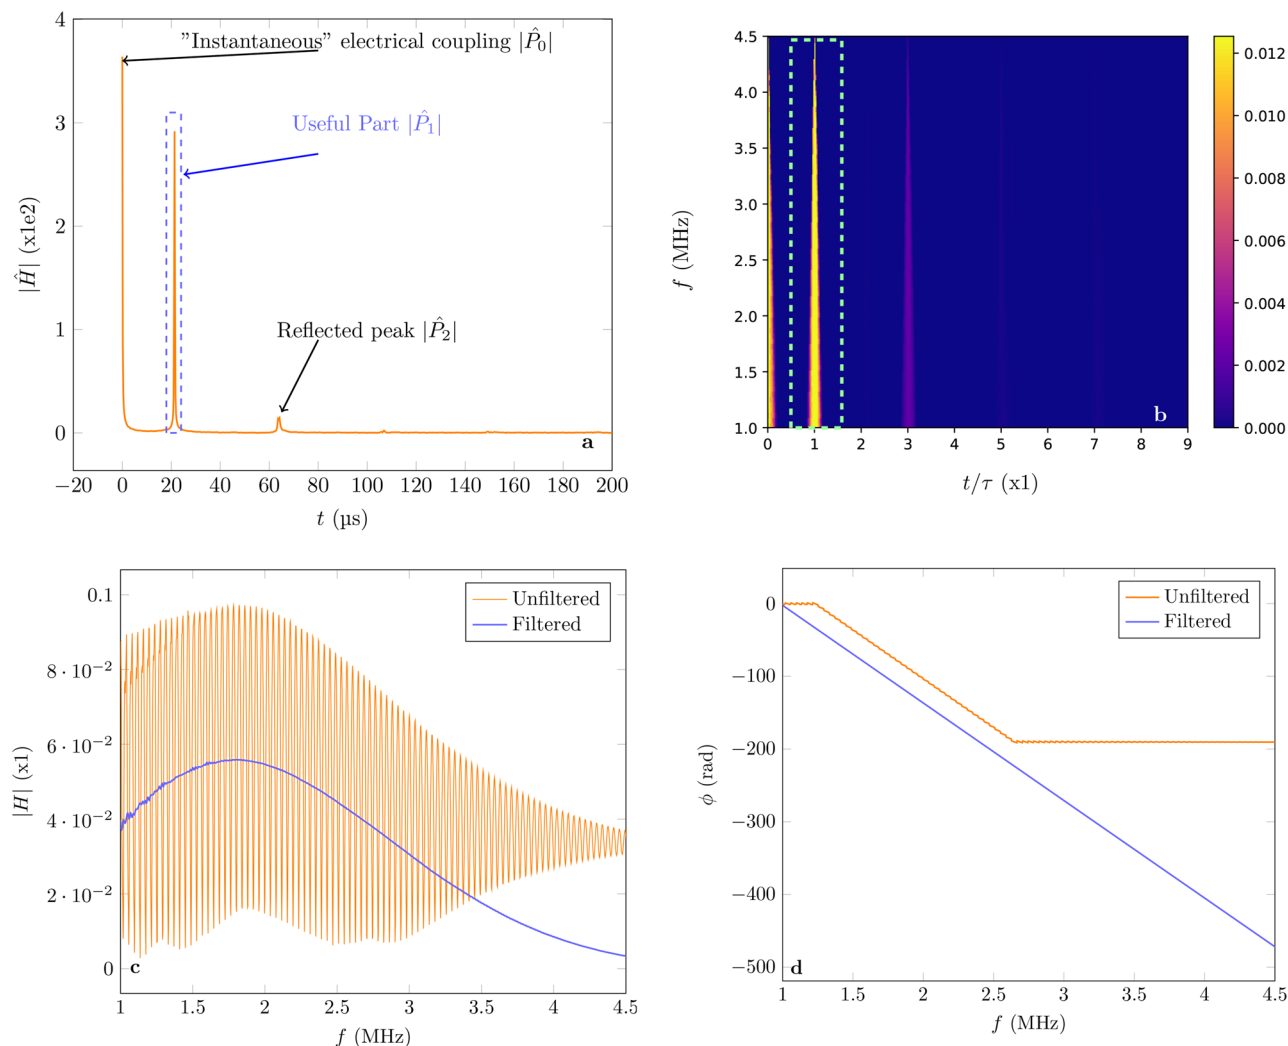 4
3
2
1
0
|Ĥ| (x1e2)
"Instantaneous" electrical coupling |P̂₀|
Useful Part |P̂₁|
Reflected peak |P̂₂|
a
−20 0 20 40 60 80 100 120 140 160 180 200
t (µs)
4.5
4.0
3.5
3.0
2.5
2.0
1.5
1.0
f (MHz)
b
0 1 2 3 4 5 6 7 8 9
t/τ (x1)
0.012
0.010
0.008
0.006
0.004
0.002
0.000
0.1
8 · 10⁻²
6 · 10⁻²
4 · 10⁻²
2 · 10⁻²
0
|H| (x1)
Unfiltered
Filtered
c
1 1.5 2 2.5 3 3.5 4 4.5
f (MHz)
0
−100
−200
−300
−400
−500
ϕ (rad)
Unfiltered
Filtered
d
1 1.5 2 2.5 3 3.5 4 4.5
f (MHz)